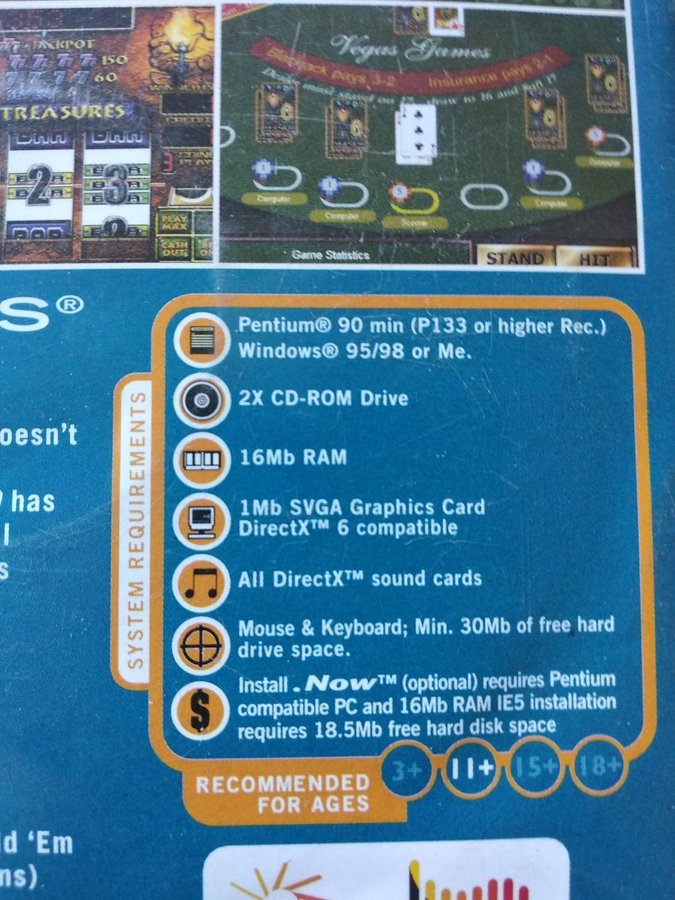 JACKPOT
150
60
TREASURES
2
3
PLAY
MAX
CASH
OUT
Vegas Games
Blackjack pays 3-2 Insurance pays 2-1
Computer
Computer
Scooter
Computer
Computer
Game Statistics
STAND
HIT
S®
oesn't
has
SYSTEM REQUIREMENTS
Pentium® 90 min (P133 or higher Rec.)
Windows® 95/98 or Me.
2X CD-ROM Drive
16Mb RAM
1Mb SVGA Graphics Card
DirectX™ 6 compatible
All DirectX™ sound cards
Mouse & Keyboard; Min. 30Mb of free hard
drive space.
Install .Now™ (optional) requires Pentium
compatible PC and 16Mb RAM IE5 installation
requires 18.5Mb free hard disk space
RECOMMENDED
FOR AGES
3+ 11+ 15+ 18+
ld 'Em
ns)